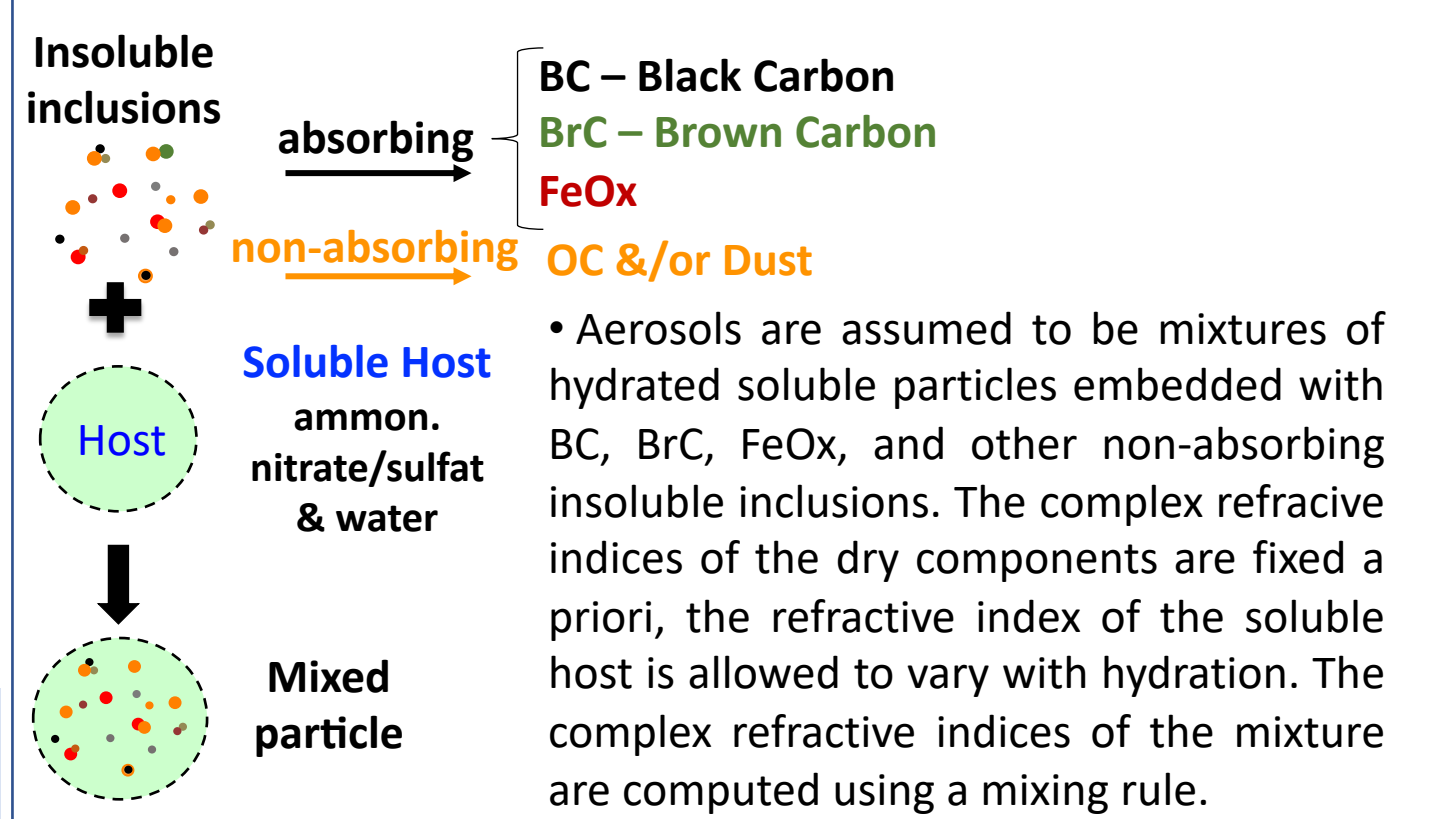 Insoluble
inclusions
absorbing
BC – Black Carbon
BrC – Brown Carbon
FeOx
non-absorbing
OC &/or Dust
Host
Soluble Host
ammon.
nitrate/sulfat
& water
Mixed
particle
• Aerosols are assumed to be mixtures of
hydrated soluble particles embedded with
BC, BrC, FeOx, and other non-absorbing
insoluble inclusions. The complex refracive
indices of the dry components are fixed a
priori, the refractive index of the soluble
host is allowed to vary with hydration. The
complex refractive indices of the mixture
are computed using a mixing rule.